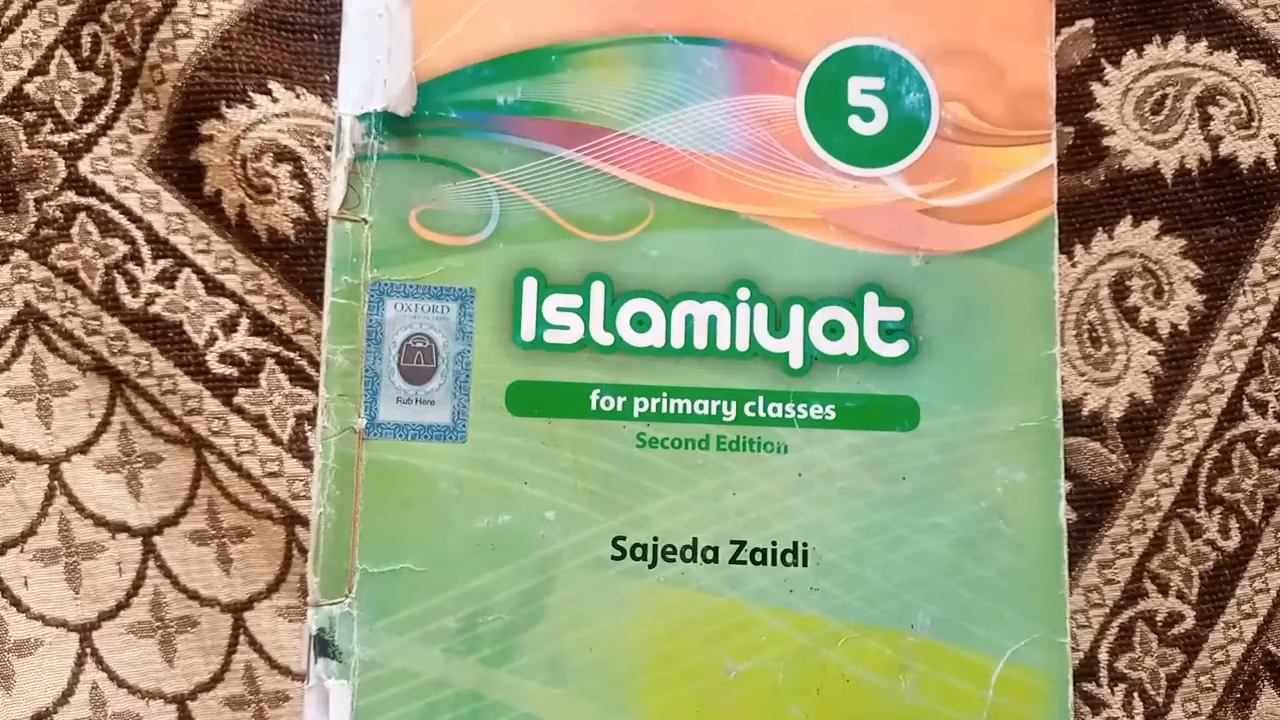 5
Islamiyat
for primary classes
Second Edition
OXFORD
Rub Here
Sajeda Zaidi